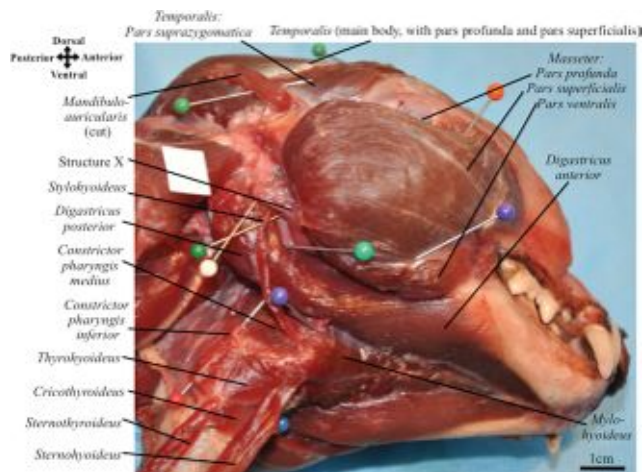 Temporalis:
Pars suprazygomatica
Temporalis (main body, with pars profunda and pars superficialis)
Dorsal
Posterior Anterior
Ventral
Masseter:
Pars profunda
Pars superficialis
Pars ventralis
Mandibulo-
auricularis
(cut)
Structure X
Stylohyoideus
Digastricus
posterior
Constrictor
pharyngis
medius
Constrictor
pharyngis
inferior
Thyrohyoideus
Cricothyroideus
Sternothyroideus
Sternohyoideus
Digastricus
anterior
Mylo-
hyoideus
1cm